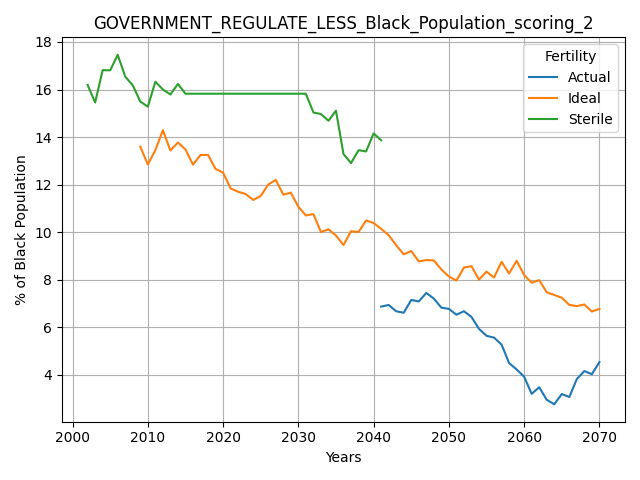 GOVERNMENT_REGULATE_LESS_Black_Population_scoring_2
Fertility
Actual
Ideal
Sterile
% of Black Population
18
16
14
12
10
8
6
4
2000 2010 2020 2030 2040 2050 2060 2070
Years